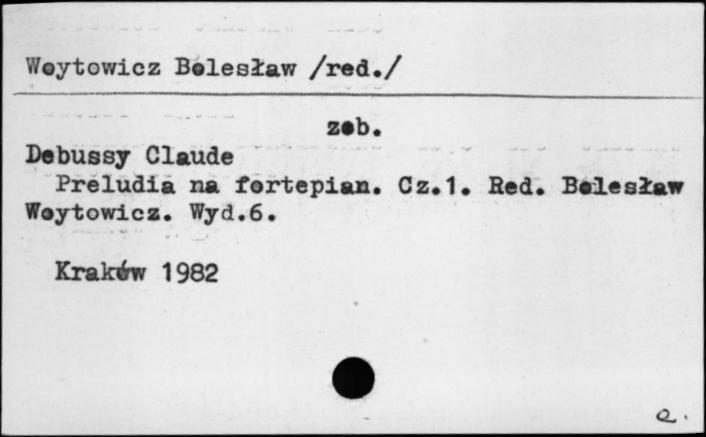 Woytowicz Bolesław /red./
zob.
Debussy Claude
Preludia na fortepian. Cz.1. Red. Bolesław
Woytowicz. Wyd.6.
Kraków 1982